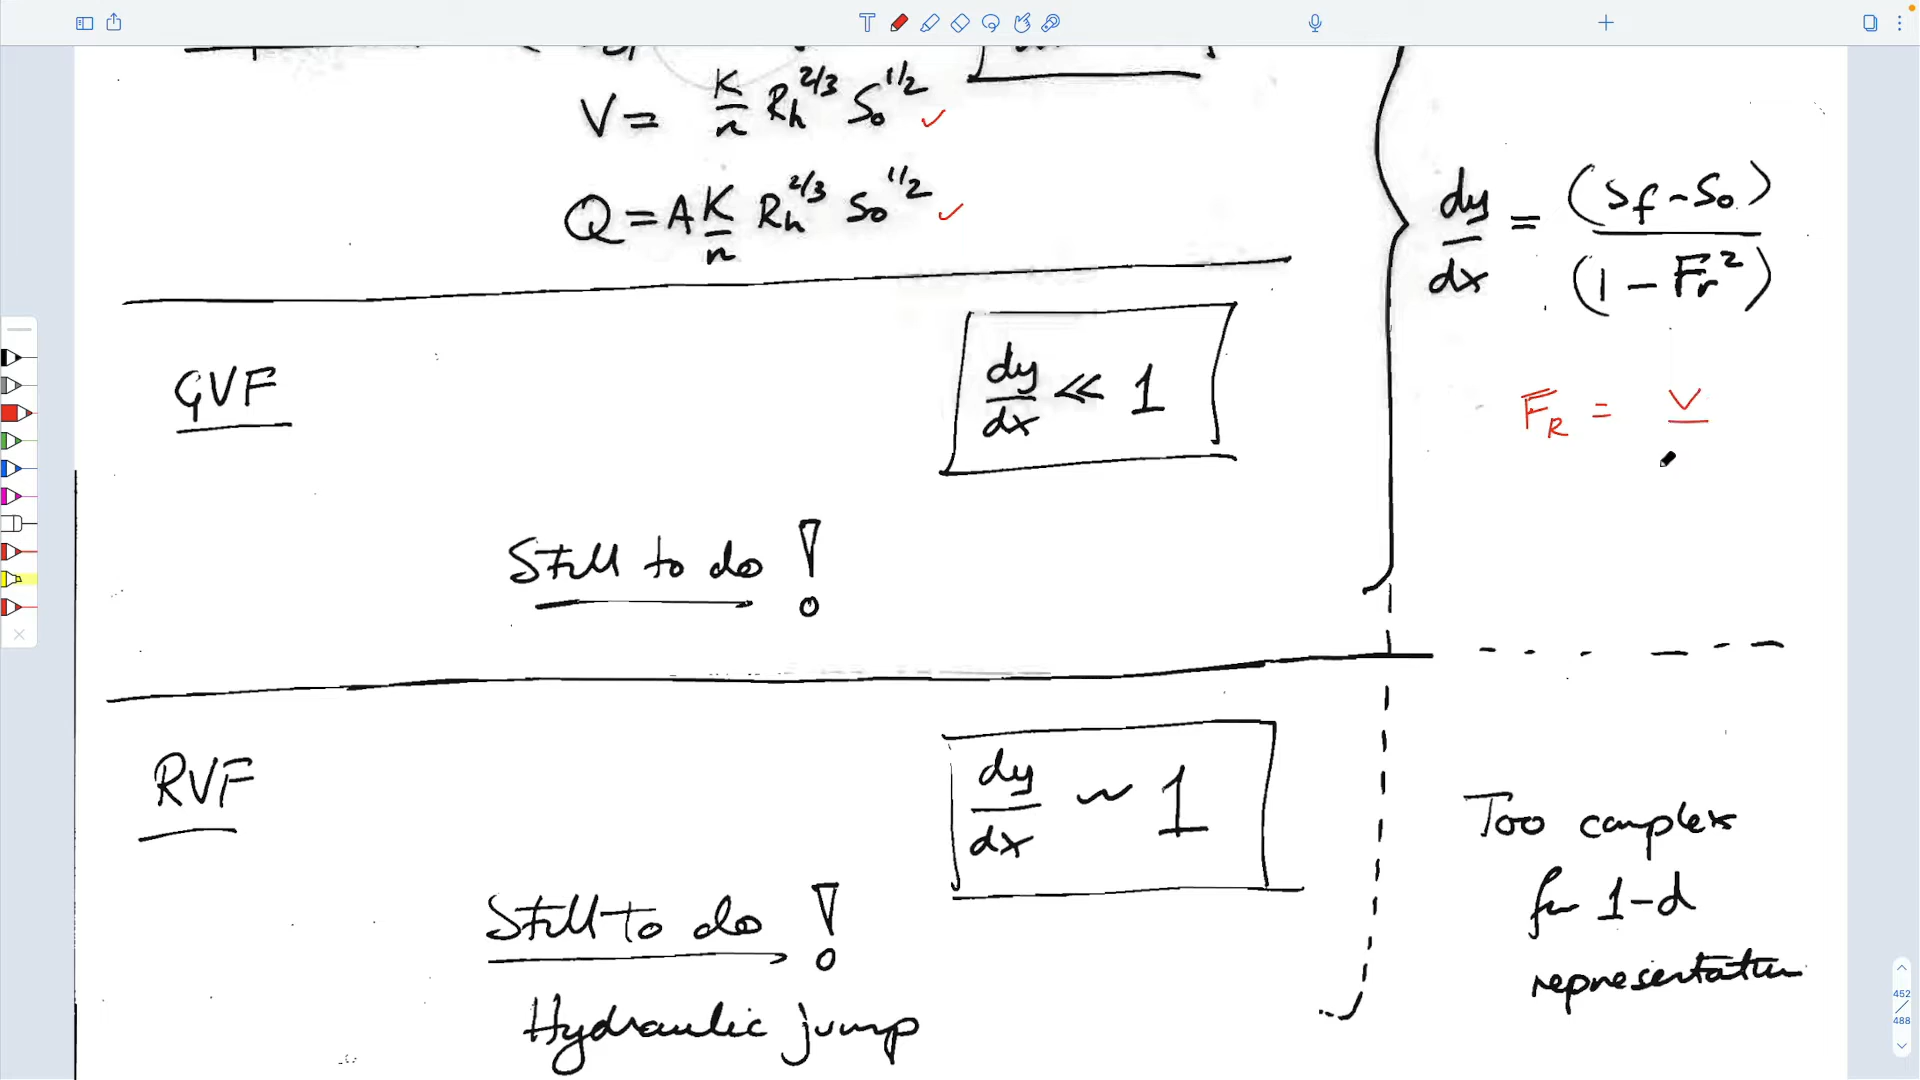 V = K/n Rh^2/3 So^1/2 ✓
Q = A K/n Rh^2/3 So^1/2 ✓
dy/dx = (Sf - So) / (1 - Fr^2)
GVF
dy/dx << 1
FR = V
Still to do !
RVF
dy/dx ~ 1
Too complex
for 1-d
representation
Still to do !
Hydraulic jump
452
/
488